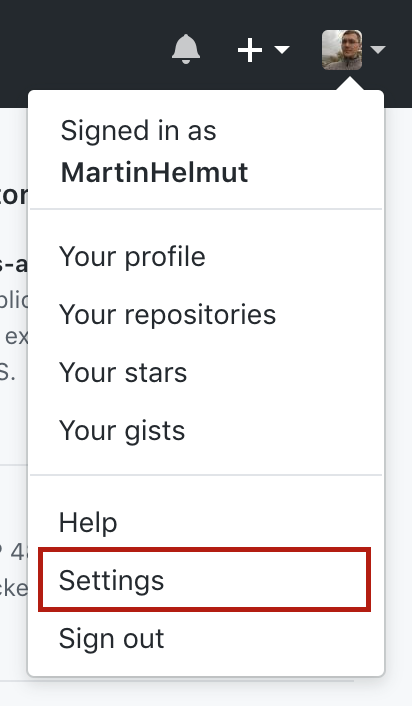 Signed in as
MartinHelmut
Your profile
Your repositories
Your stars
Your gists
Help
Settings
Sign out